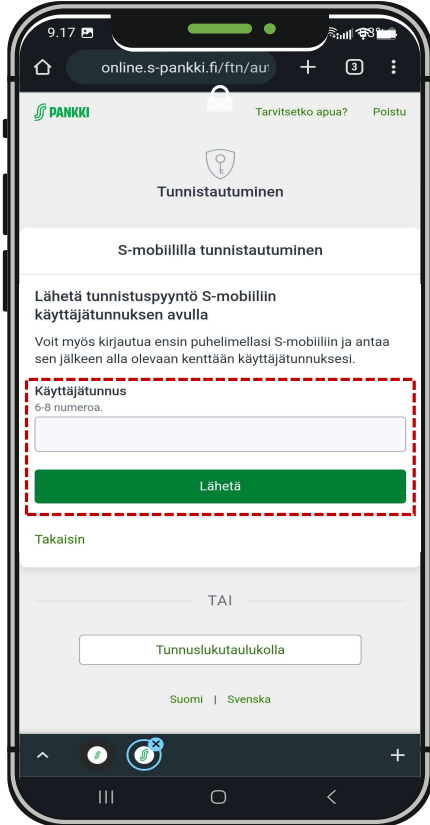 9.17
83%
online.s-pankki.fi/ftn/aut
3
S PANKKI
Tarvitsetko apua?
Poistu
Tunnistautuminen
S-mobiililla tunnistautuminen
Lähetä tunnistuspyyntö S-mobiiliin
käyttäjätunnuksen avulla
Voit myös kirjautua ensin puhelimellasi S-mobiiliin ja antaa
sen jälkeen alla olevaan kenttään käyttäjätunnuksesi.
Käyttäjätunnus
6-8 numeroa.
Lähetä
Takaisin
TAI
Tunnuslukutaulukolla
Suomi | Svenska